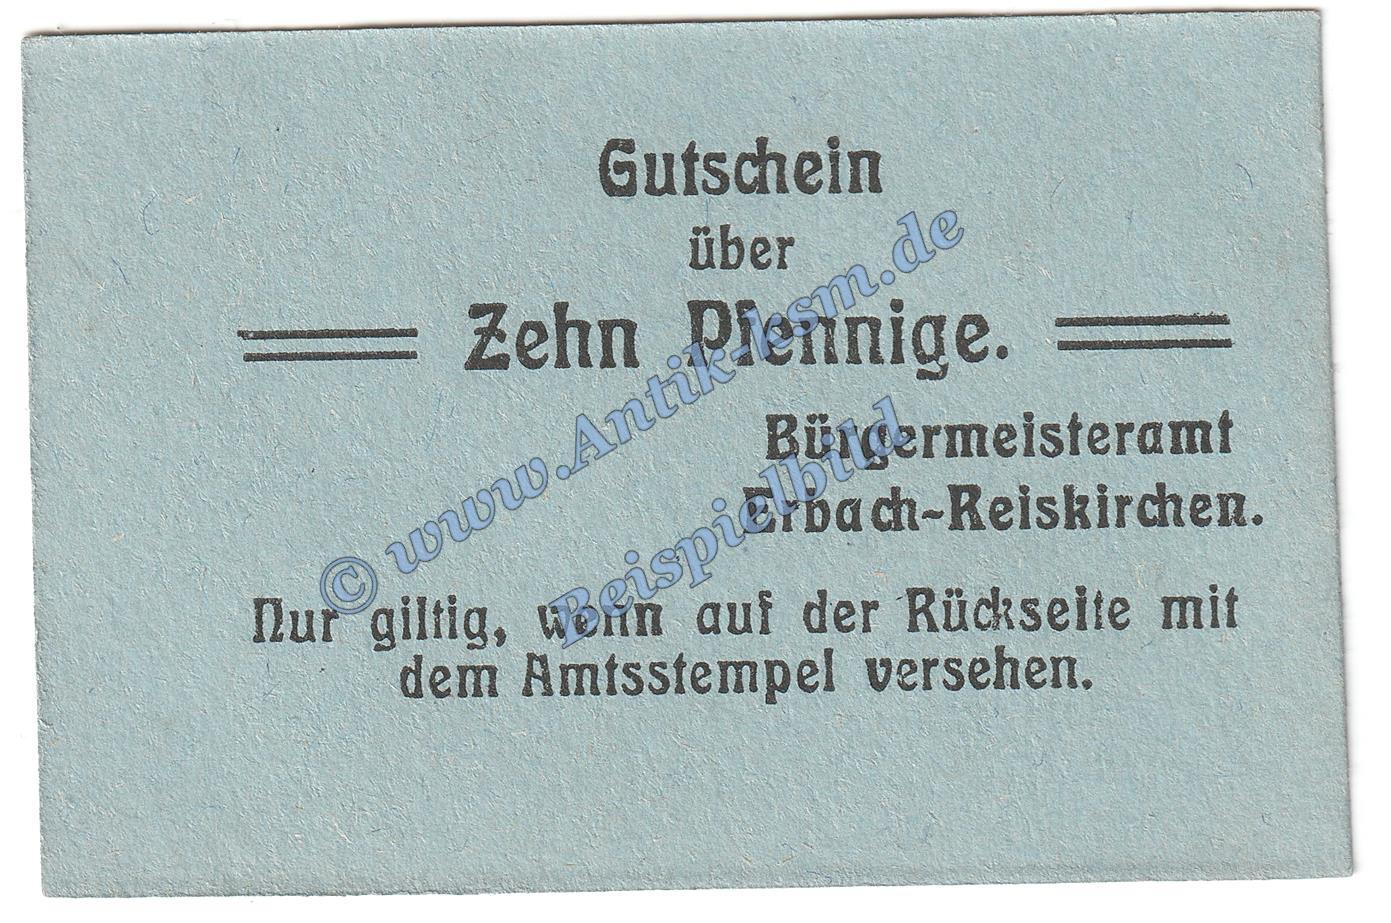 Gutschein
über
Zehn Pfennige.
Bürgermeisteramt
Erbach-Reiskirchen.
Nur giltig, wenn auf der Rückseite mit
dem Amtsstempel versehen.
© www.Antik-ksm.de
Beispielbild